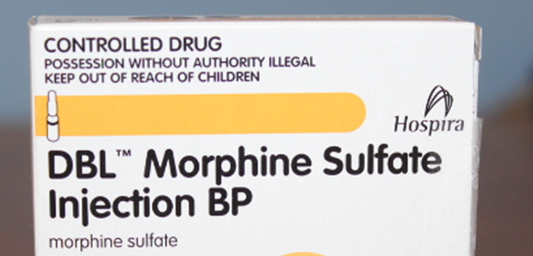 CONTROLLED DRUG
POSSESSION WITHOUT AUTHORITY ILLEGAL
KEEP OUT OF REACH OF CHILDREN
Hospira
DBL™ Morphine Sulfate
Injection BP
morphine sulfate